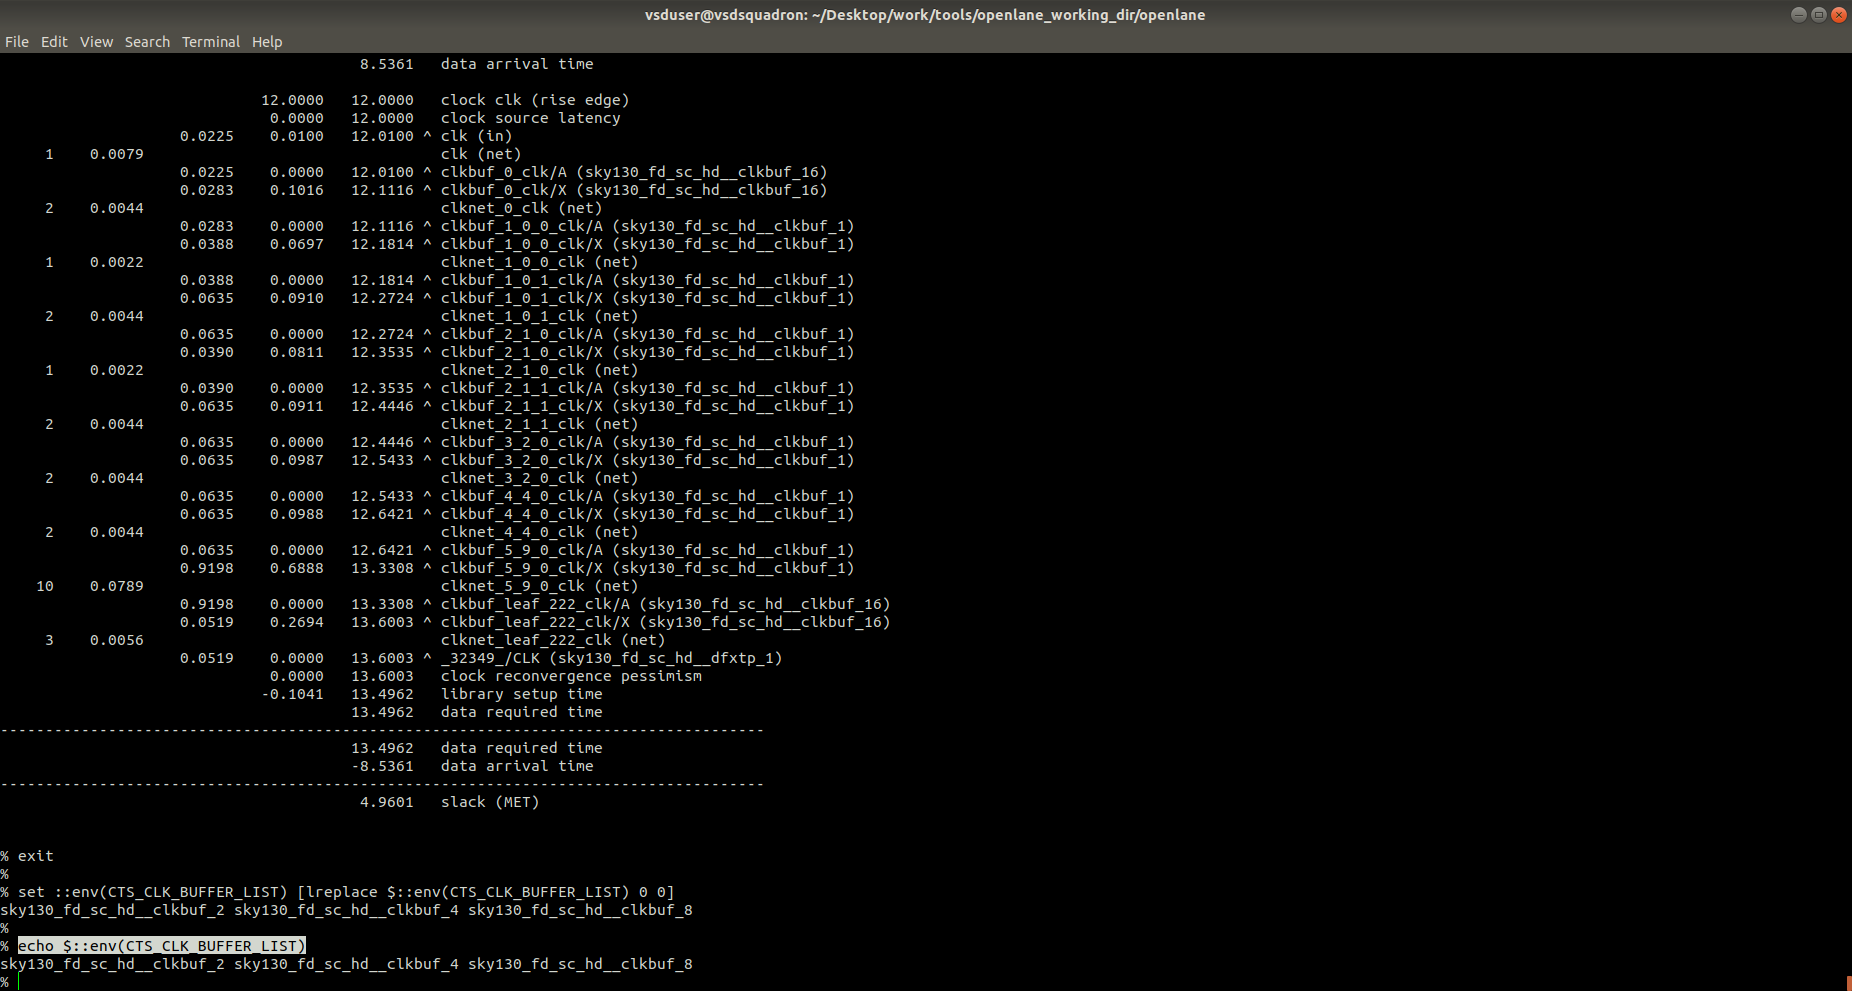 vsduser@vsdsquadron: ~/Desktop/work/tools/openlane_working_dir/openlane
File Edit View Search Terminal Help
8.5361 data arrival time
12.0000 12.0000 clock clk (rise edge)
0.0000 12.0000 clock source latency
0.0225 0.0100 12.0100 ^ clk (in)
1 0.0079 clk (net)
0.0225 0.0000 12.0100 ^ clkbuf_0_clk/A (sky130_fd_sc_hd__clkbuf_16)
0.0283 0.1016 12.1116 ^ clkbuf_0_clk/X (sky130_fd_sc_hd__clkbuf_16)
2 0.0044 clknet_0_clk (net)
0.0283 0.0000 12.1116 ^ clkbuf_1_0_0_clk/A (sky130_fd_sc_hd__clkbuf_1)
0.0388 0.0697 12.1814 ^ clkbuf_1_0_0_clk/X (sky130_fd_sc_hd__clkbuf_1)
1 0.0022 clknet_1_0_0_clk (net)
0.0388 0.0000 12.1814 ^ clkbuf_1_0_1_clk/A (sky130_fd_sc_hd__clkbuf_1)
0.0635 0.0910 12.2724 ^ clkbuf_1_0_1_clk/X (sky130_fd_sc_hd__clkbuf_1)
2 0.0044 clknet_1_0_1_clk (net)
0.0635 0.0000 12.2724 ^ clkbuf_2_1_0_clk/A (sky130_fd_sc_hd__clkbuf_1)
0.0390 0.0811 12.3535 ^ clkbuf_2_1_0_clk/X (sky130_fd_sc_hd__clkbuf_1)
1 0.0022 clknet_2_1_0_clk (net)
0.0390 0.0000 12.3535 ^ clkbuf_2_1_1_clk/A (sky130_fd_sc_hd__clkbuf_1)
0.0635 0.0911 12.4446 ^ clkbuf_2_1_1_clk/X (sky130_fd_sc_hd__clkbuf_1)
2 0.0044 clknet_2_1_1_clk (net)
0.0635 0.0000 12.4446 ^ clkbuf_3_2_0_clk/A (sky130_fd_sc_hd__clkbuf_1)
0.0635 0.0987 12.5433 ^ clkbuf_3_2_0_clk/X (sky130_fd_sc_hd__clkbuf_1)
2 0.0044 clknet_3_2_0_clk (net)
0.0635 0.0000 12.5433 ^ clkbuf_4_4_0_clk/A (sky130_fd_sc_hd__clkbuf_1)
0.0635 0.0988 12.6421 ^ clkbuf_4_4_0_clk/X (sky130_fd_sc_hd__clkbuf_1)
2 0.0044 clknet_4_4_0_clk (net)
0.0635 0.0000 12.6421 ^ clkbuf_5_9_0_clk/A (sky130_fd_sc_hd__clkbuf_1)
0.9198 0.6888 13.3308 ^ clkbuf_5_9_0_clk/X (sky130_fd_sc_hd__clkbuf_1)
10 0.0789 clknet_5_9_0_clk (net)
0.9198 0.0000 13.3308 ^ clkbuf_leaf_222_clk/A (sky130_fd_sc_hd__clkbuf_16)
0.0519 0.2694 13.6003 ^ clkbuf_leaf_222_clk/X (sky130_fd_sc_hd__clkbuf_16)
3 0.0056 clknet_leaf_222_clk (net)
0.0519 0.0000 13.6003 ^ _32349_/CLK (sky130_fd_sc_hd__dfxtp_1)
0.0000 13.6003 clock reconvergence pessimism
-0.1041 13.4962 library setup time
13.4962 data required time
-------------------------------------------------------------------------------------
13.4962 data required time
-8.5361 data arrival time
-------------------------------------------------------------------------------------
4.9601 slack (MET)
% exit
%
% set ::env(CTS_CLK_BUFFER_LIST) [lreplace $::env(CTS_CLK_BUFFER_LIST) 0 0]
sky130_fd_sc_hd__clkbuf_2 sky130_fd_sc_hd__clkbuf_4 sky130_fd_sc_hd__clkbuf_8
%
% echo $::env(CTS_CLK_BUFFER_LIST)
sky130_fd_sc_hd__clkbuf_2 sky130_fd_sc_hd__clkbuf_4 sky130_fd_sc_hd__clkbuf_8
%